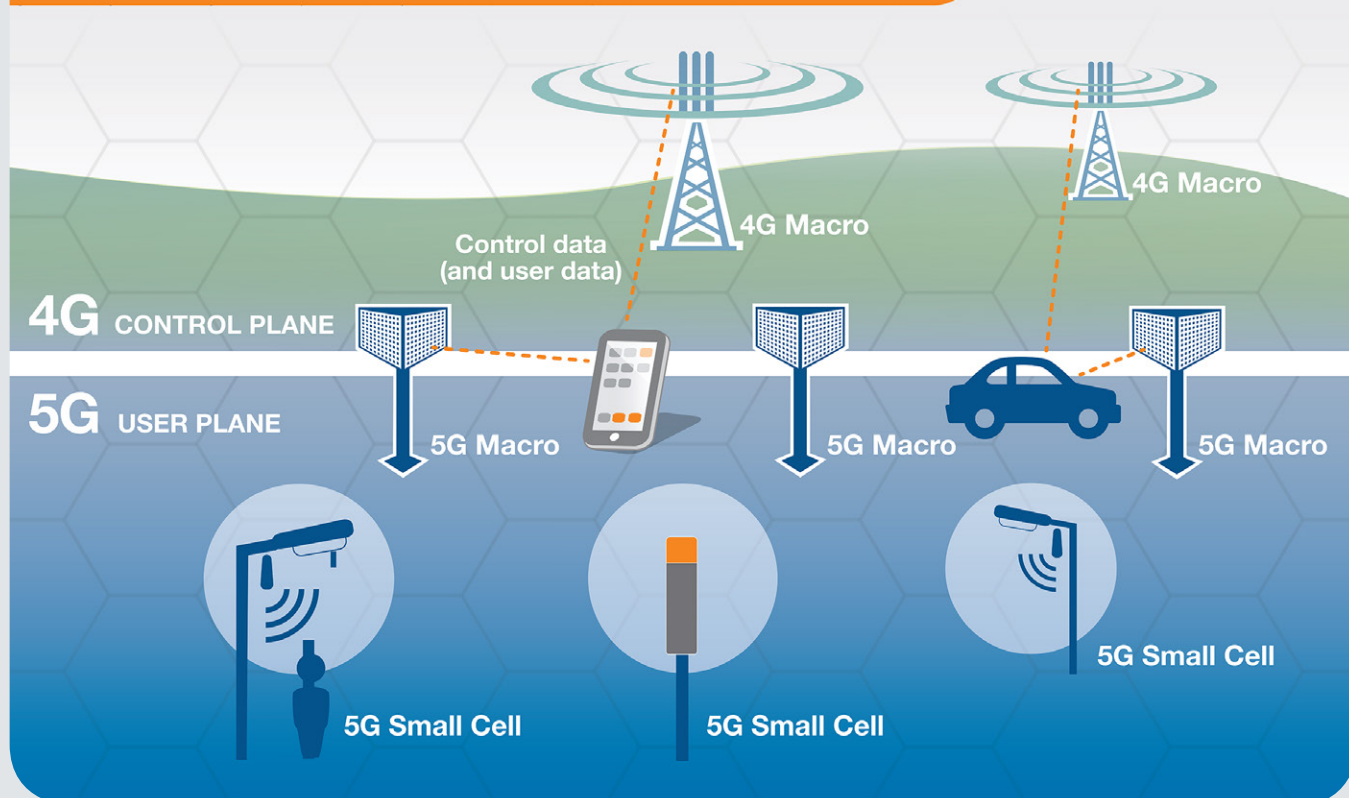 4G Macro
4G Macro
Control data
(and user data)
4G CONTROL PLANE
5G USER PLANE
5G Macro
5G Macro
5G Macro
5G Small Cell
5G Small Cell
5G Small Cell